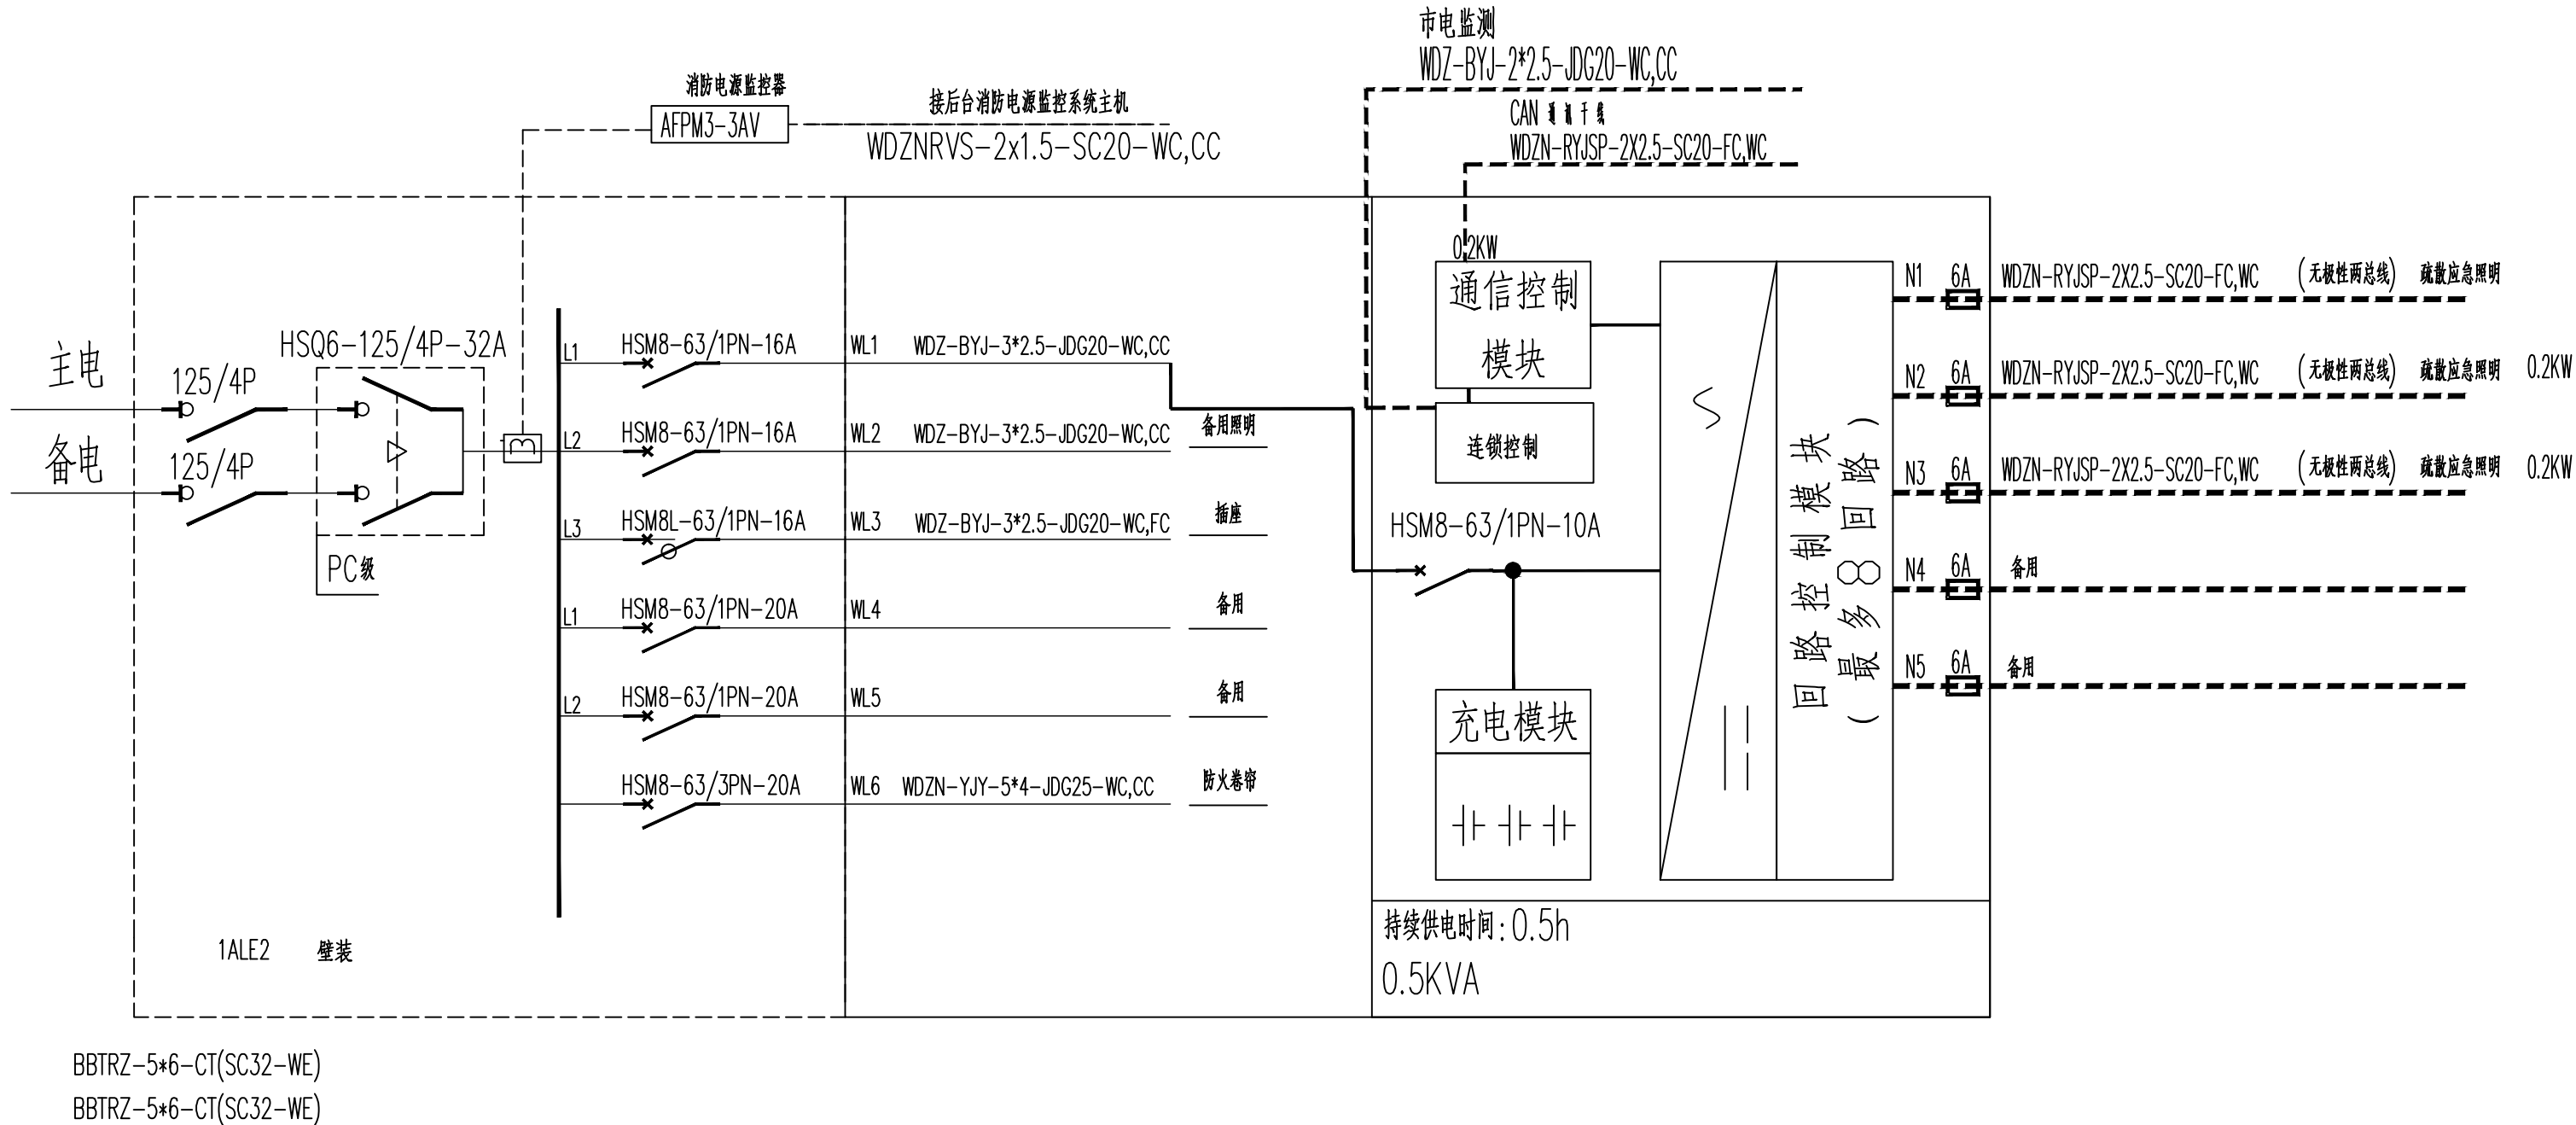 市电监测
WDZ-BYJ-2*2.5-JDG20-WC,CC
CAN 通讯干线
WDZN-RYJSP-2X2.5-SC20-FC,WC
消防电源监控器
AFPM3-3AV
接后台消防电源监控系统主机
WDZNRVS-2x1.5-SC20-WC,CC
主电
125/4P
备电
125/4P
HSQ6-125/4P-32A
PC级
L1 HSM8-63/1PN-16A WL1 WDZ-BYJ-3*2.5-JDG20-WC,CC
L2 HSM8-63/1PN-16A WL2 WDZ-BYJ-3*2.5-JDG20-WC,CC 备用照明
L3 HSM8L-63/1PN-16A WL3 WDZ-BYJ-3*2.5-JDG20-WC,FC 插座
L1 HSM8-63/1PN-20A WL4 备用
L2 HSM8-63/1PN-20A WL5 备用
HSM8-63/3PN-20A WL6 WDZN-YJY-5*4-JDG25-WC,CC 防火卷帘
1ALE2 壁装
0.2KW
通信控制
模块
连锁控制
HSM8-63/1PN-10A
充电模块
回路控制模块
(最多8回路)
持续供电时间:0.5h
0.5KVA
N1 6A WDZN-RYJSP-2X2.5-SC20-FC,WC (无极性两总线) 疏散应急照明
N2 6A WDZN-RYJSP-2X2.5-SC20-FC,WC (无极性两总线) 疏散应急照明 0.2KW
N3 6A WDZN-RYJSP-2X2.5-SC20-FC,WC (无极性两总线) 疏散应急照明 0.2KW
N4 6A 备用
N5 6A 备用
BBTRZ-5*6-CT(SC32-WE)
BBTRZ-5*6-CT(SC32-WE)